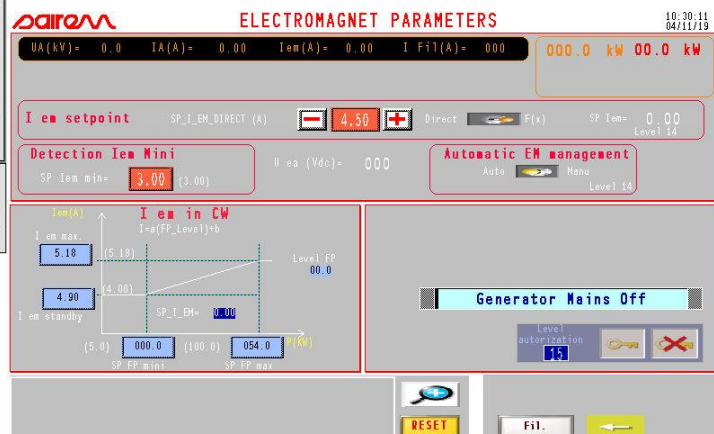 sairem ELECTROMAGNET PARAMETERS 10:30:11
04/11/19
UA(kV)= 0.0 IA(A)= 0.00 Iem(A)= 0.00 I Fil(A)= 000
000.0 kW 00.0 kW
I em setpoint SP_I_EM_DIRECT (A) 4.50 Direct F(x) SP Iem= 0.00
Level 14
Detection Iem Mini
SP Iem min= 3.00 (3.00)
U ea (Vdc)= 000
Automatic EM management
Auto Manu
Level 14
Iem(A) I em in CW
I=a(FP_Level)+b
I em max.
5.18 (5.18)
Level FP
00.0
4.90 (4.00)
I em standby
SP_I_EM= 0.00
(5.0) 000.0 (100.0) 054.0 P(KW)
SP FP mini SP FP max
Generator Mains Off
Level
autorization
15
RESET
Fil.